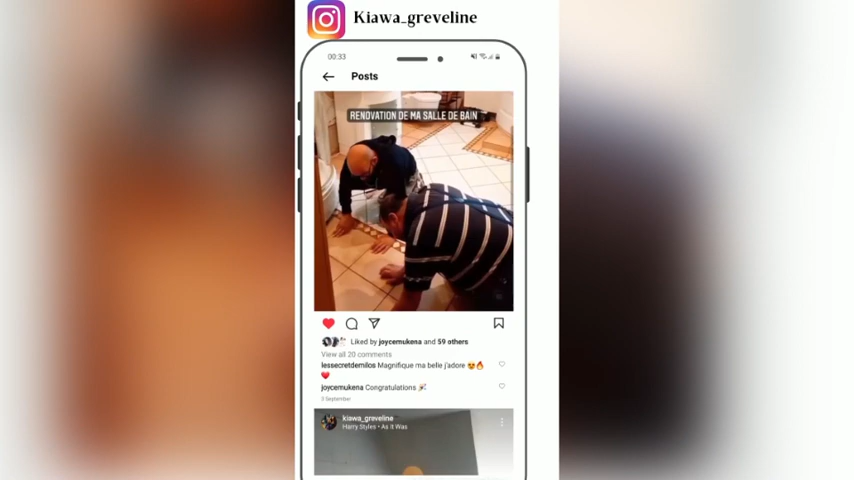 Kiawa_greveline
00:33
Posts
RENOVATION DE MA SALLE DE BAIN
Liked by joycemukena and 59 others
View all 20 comments
lessecretdemilos Magnifique ma belle j'adore 😍🔥
❤️
joycemukena Congratulations 🎉
3 September
kiawa_greveline
Harry Styles • As It Was